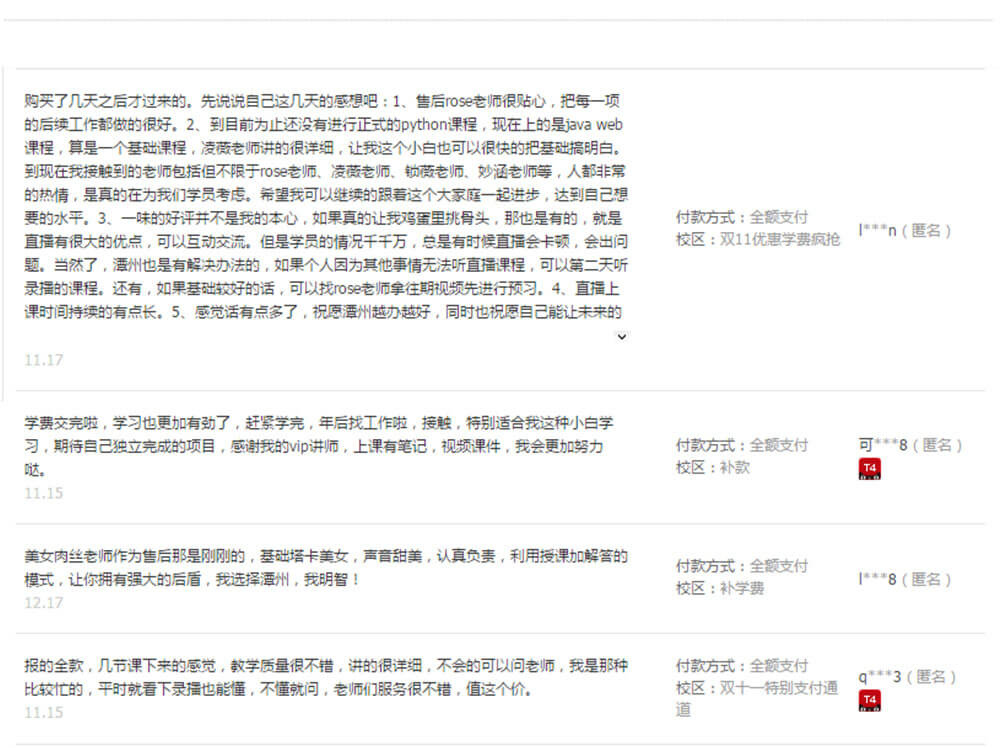 购买了几天之后才过来的。先说说自己这几天的感想吧：1、售后rose老师很贴心，把每一项
的后续工作都做的很好。2、到目前为止还没有进行正式的python课程，现在上的是java web
课程，算是一个基础课程，凌薇老师讲的很详细，让我这个小白也可以很快的把基础搞明白。
到现在我接触到的老师包括但不限于rose老师、凌薇老师、锁薇老师、妙涵老师等，人都非常
的热情，是真的在为我们学员考虑。希望我可以继续的跟着这个大家庭一起进步，达到自己想
要的水平。3、一味的好评并不是我的本心，如果真的让我鸡蛋里挑骨头，那也是有的，就是
直播有很大的优点，可以互动交流。但是学员的情况千千万，总是有时候直播会卡顿，会出问
题。当然了，潭州也是有解决办法的，如果个人因为其他事情无法听直播课程，可以第二天听
录播的课程。还有，如果基础较好的话，可以找rose老师拿往期视频先进行预习。4、直播上
课时间持续的有点长。5、感觉话有点多了，祝愿潭州越办越好，同时也祝愿自己能让未来的
11.17
付款方式：全额支付
校区：双11优惠学费疯抢
l***n（匿名）
学费交完啦，学习也更加有劲了，赶紧学完，年后找工作啦，接触，特别适合我这种小白学
习，期待自己独立完成的项目，感谢我的vip讲师，上课有笔记，视频课件，我会更加努力
哒。
11.15
付款方式：全额支付
校区：补款
可***8（匿名）
T4
美女肉丝老师作为售后那是刚刚的，基础塔卡美女，声音甜美，认真负责，利用授课加解答的
模式，让你拥有强大的后盾，我选择潭州，我明智！
12.17
付款方式：全额支付
校区：补学费
l***8（匿名）
报的全款，几节课下来的感觉，教学质量很不错，讲的很详细，不会的可以问老师，我是那种
比较忙的，平时就看下录播也能懂，不懂就问，老师们服务很不错，值这个价。
11.15
付款方式：全额支付
校区：双十一特别支付通
道
q***3（匿名）
T4